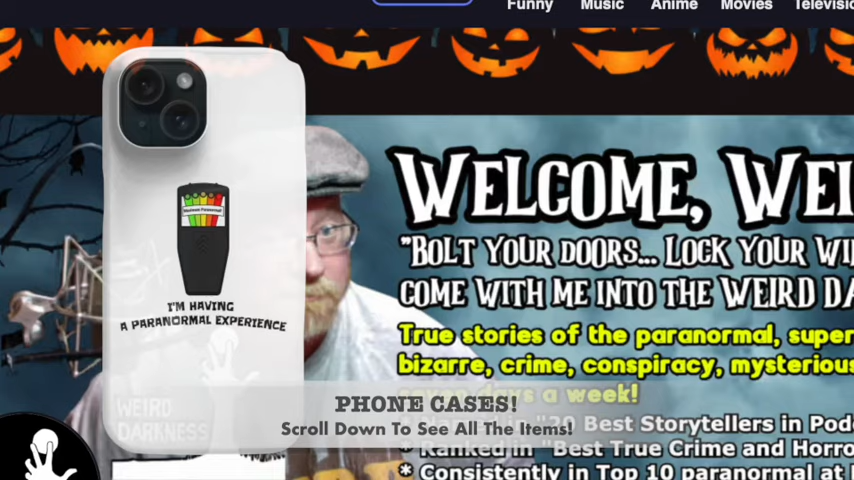 Funny Music Anime Movies Televisio
WELCOME, WEI
"BOLT YOUR DOORS... LOCK YOUR WI
COME WITH ME INTO THE WEIRD DA
I'M HAVING
A PARANORMAL EXPERIENCE
True stories of the paranormal, super
bizarre, crime, conspiracy, mysterious
days a week!
WEIRD
DARKNESS
PHONE CASES!
Scroll Down To See All The Items!
"20 Best Storytellers in Pod
* Ranked in "Best True Crime and Horro
* Consistently in Top 10 paranormal at